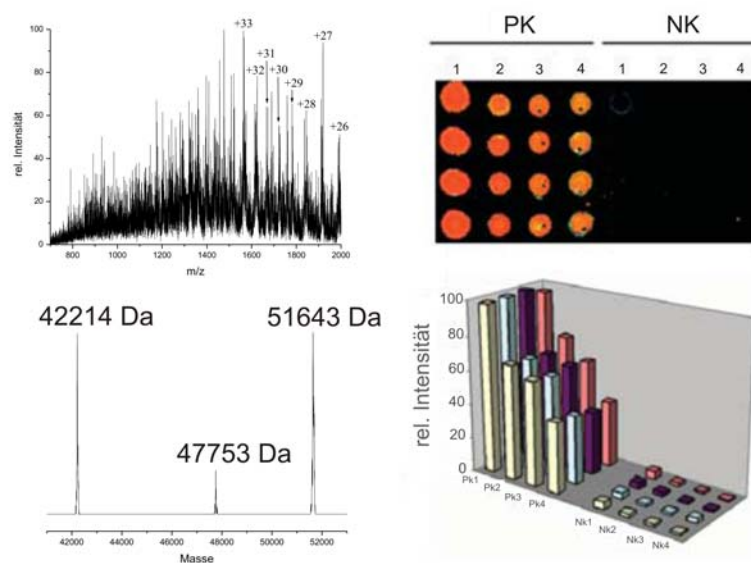 100
80
60
40
20
0
rel. Intensität
+33
+31
+32
+30
+29
+28
+27
+26
800 1000 1200 1400 1600 1800 2000
m/z
PK NK
1 2 3 4 1 2 3 4
42214 Da
47753 Da
51643 Da
42000 44000 46000 48000 50000 52000
Masse
100
80
60
40
20
0
rel. Intensität
Pk1
Pk2
Pk3
Pk4
Nk1
Nk2
Nk3
Nk4